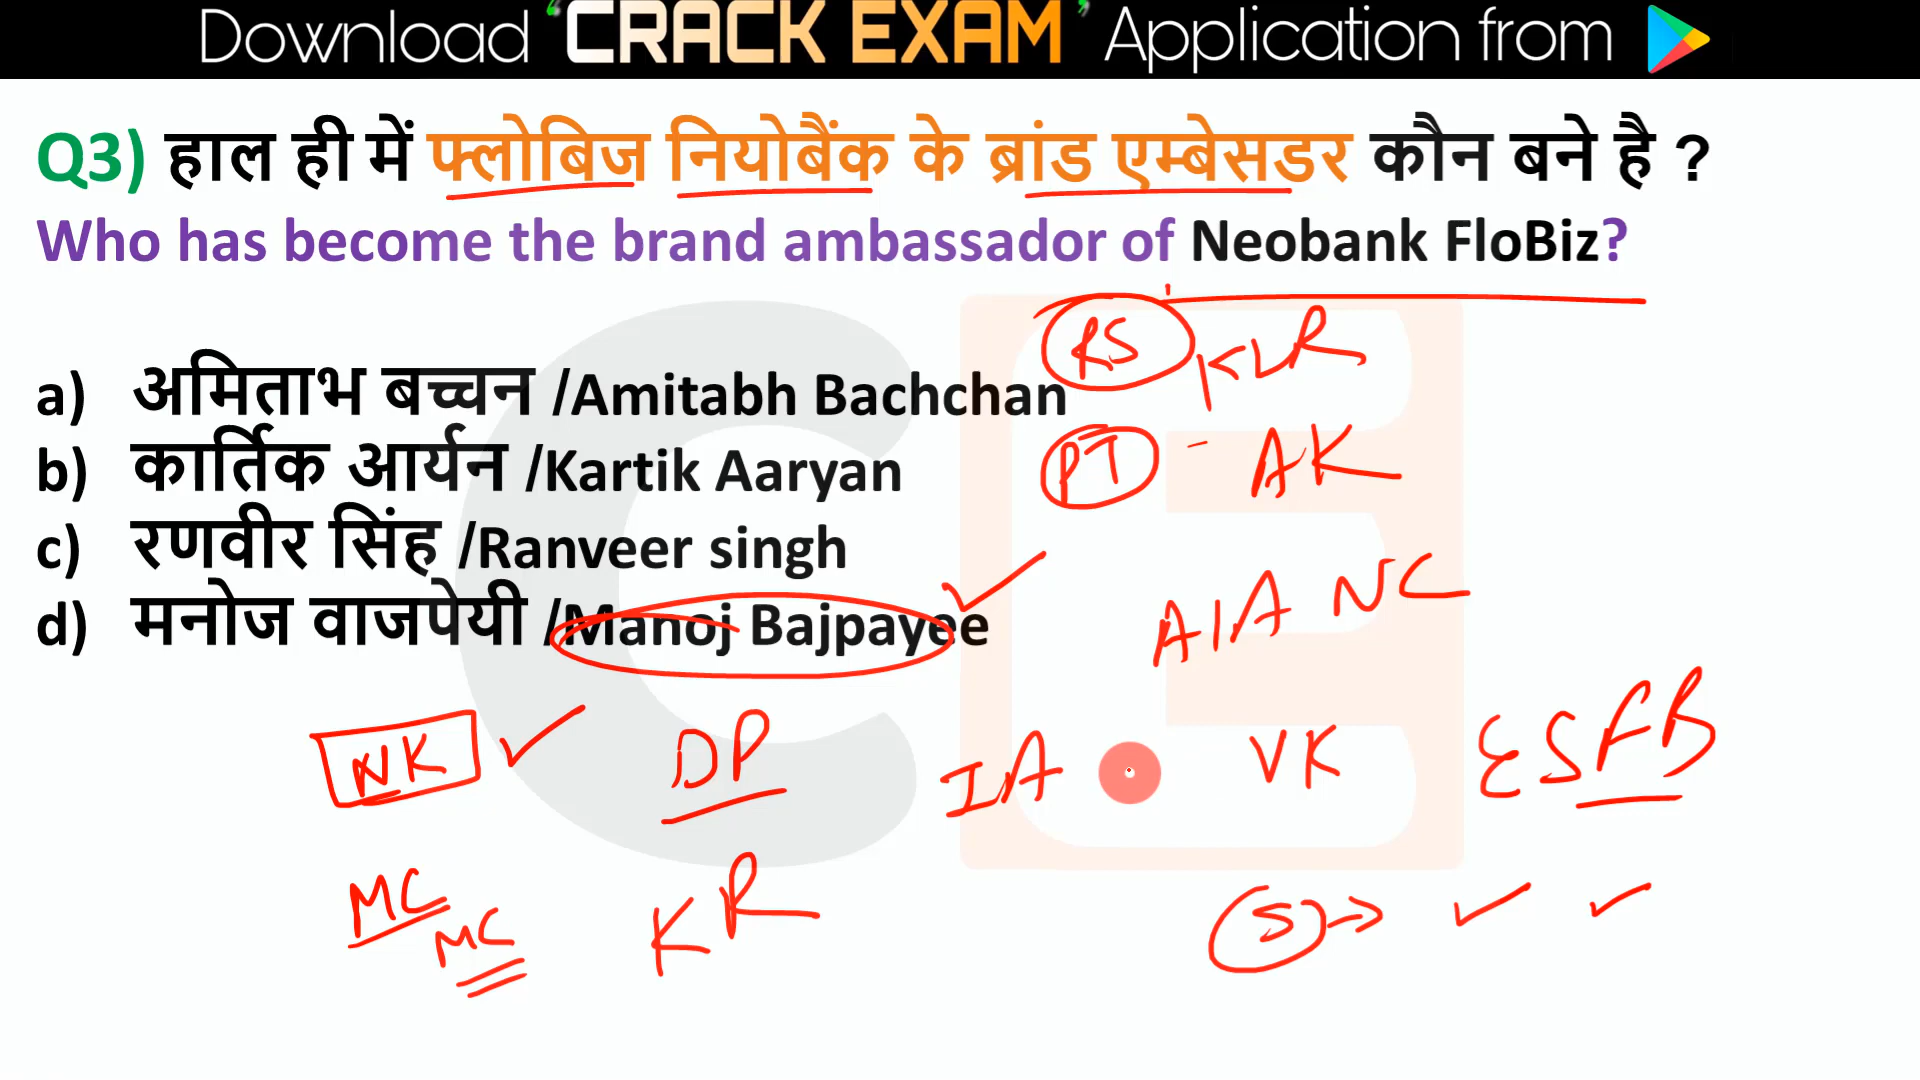 Download ‘CRACK EXAM’ Application from
Q3) हाल ही में फ्लोबिज नियोबैंक के ब्रांड एम्बेसडर कौन बने है ?
Who has become the brand ambassador of Neobank FloBiz?
RS KLR
a) अमिताभ बच्चन /Amitabh Bachchan
PT - AK
b) कार्तिक आर्यन /Kartik Aaryan
c) रणवीर सिंह /Ranveer singh
AIA NC
d) मनोज वाजपेयी /Manoj Bajpayee
NK DP IA VK ESFB
MC KR S
MC
CE